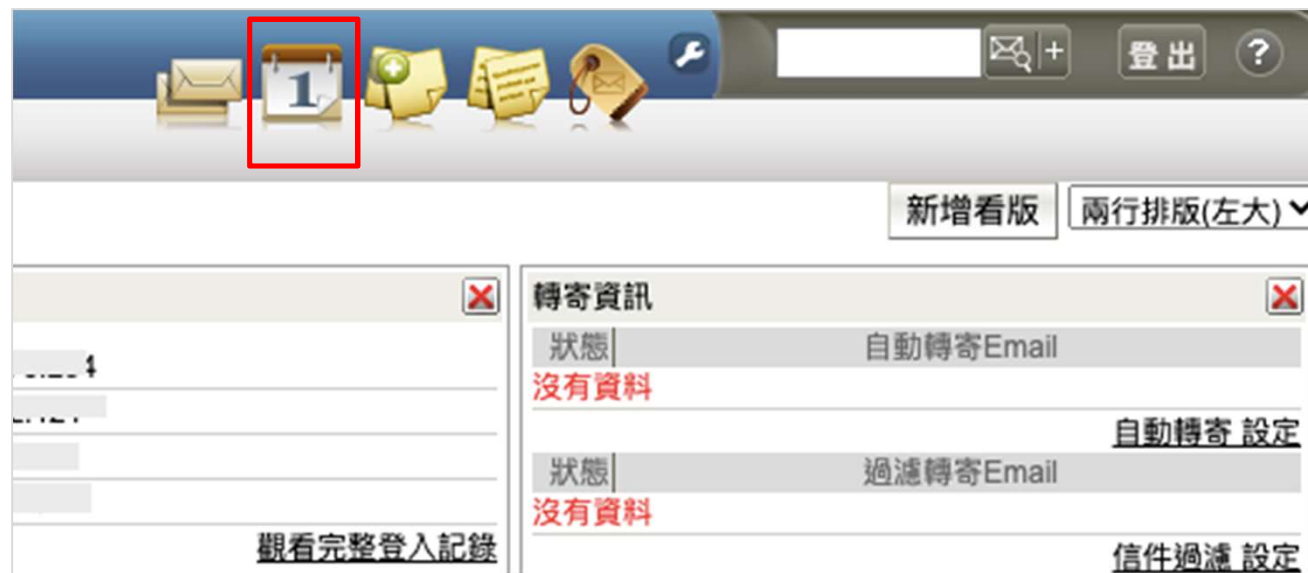 1
登出
?
新增看版
兩行排版(左大)
轉寄資訊
狀態
自動轉寄Email
沒有資料
自動轉寄 設定
狀態
過濾轉寄Email
沒有資料
信件過濾 設定
觀看完整登入記錄